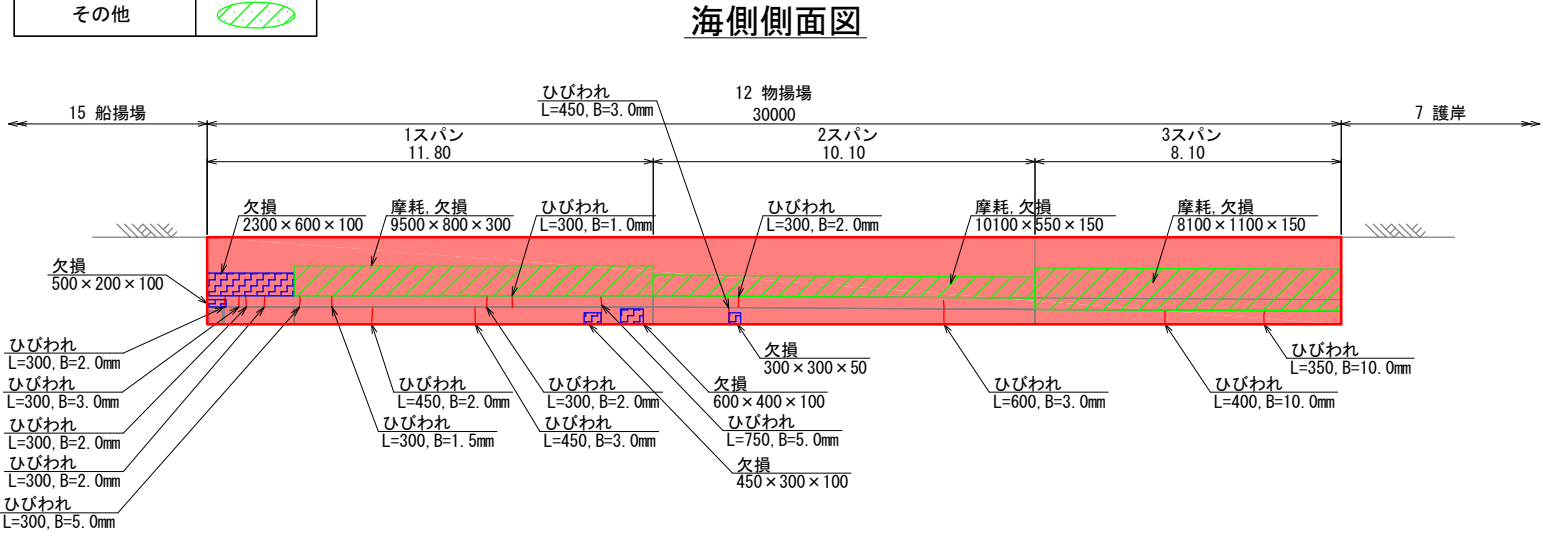 その他
海側側面図
15 船揚場
12 物揚場
30000
7 護岸
ひびわれ
L=450, B=3.0mm
1スパン
11.80
2スパン
10.10
3スパン
8.10
欠損
2300×600×100
摩耗, 欠損
9500×800×300
ひびわれ
L=300, B=1.0mm
ひびわれ
L=300, B=2.0mm
摩耗, 欠損
10100×550×150
摩耗, 欠損
8100×1100×150
欠損
500×200×100
ひびわれ
L=300, B=2.0mm
ひびわれ
L=300, B=3.0mm
ひびわれ
L=300, B=2.0mm
ひびわれ
L=300, B=2.0mm
ひびわれ
L=300, B=5.0mm
ひびわれ
L=450, B=2.0mm
ひびわれ
L=300, B=1.5mm
ひびわれ
L=300, B=2.0mm
ひびわれ
L=450, B=3.0mm
欠損
600×400×100
ひびわれ
L=750, B=5.0mm
欠損
450×300×100
欠損
300×300×50
ひびわれ
L=600, B=3.0mm
ひびわれ
L=400, B=10.0mm
ひびわれ
L=350, B=10.0mm